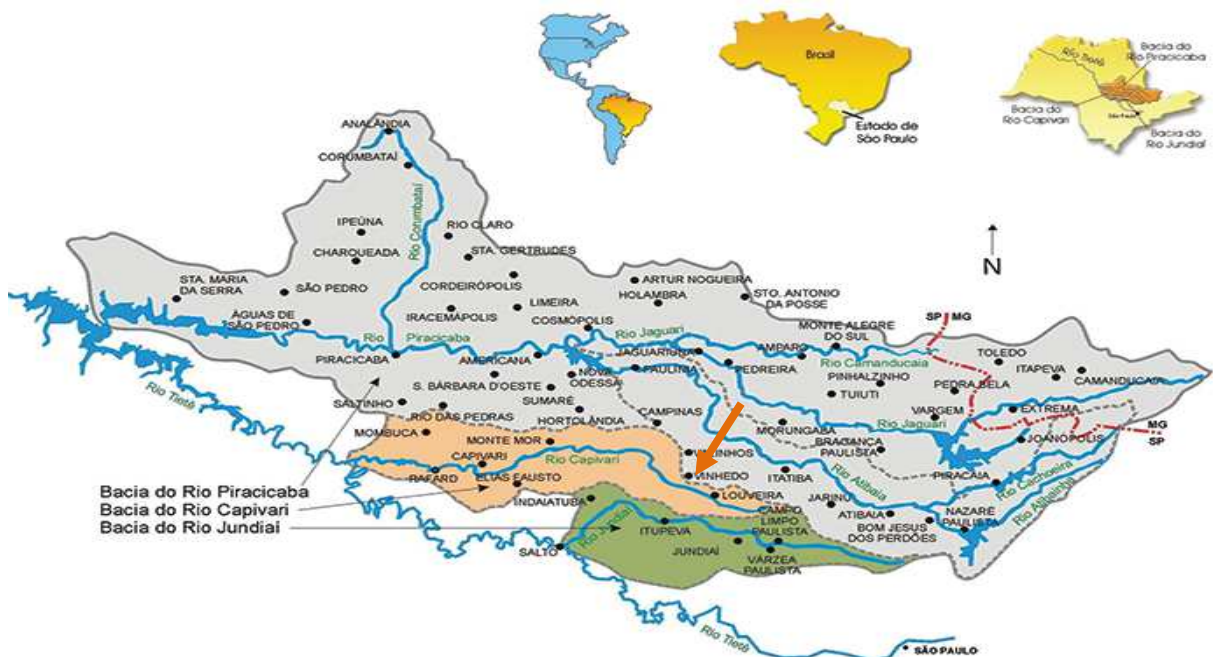 Brasil
Estado de
São Paulo
Rio Tietê
Bacia do
Rio Piracicaba
Bacia do
Rio Capivari
São Paulo
Bacia do
Rio Jundiaí
N
ANALÂNDIA
CORUMBATAÍ
Rio Corumbataí
IPEÚNA
RIO CLARO
CHARQUEADA
STA. GERTRUDES
STA. MARIA
DA SERRA
SÃO PEDRO
CORDEIRÓPOLIS
ARTUR NOGUEIRA
HOLAMBRA
STO. ANTONIO
DA POSSE
ÁGUAS DE
SÃO PEDRO
IRACEMÁPOLIS
LIMEIRA
COSMÓPOLIS
Rio Piracicaba
Rio Jaguari
MONTE ALEGRE
DO SUL
SP MG
PIRACICABA
AMERICANA
JAGUARIUNA
AMPARO
Rio Camanducaia
TOLEDO
ITAPEVA
CAMANDUCAIA
NOVA
ODESSAI
PAULINIA
PEDREIRA
PINHALZINHO
PEDRA BELA
S. BÁRBARA D'OESTE
TUIUTI
SALTINHO
RIO DAS PEDRAS
SUMARÉ
HORTOLÂNDIA
CAMPINAS
VARGEM
EXTREMA
MG
SP
Rio Tietê
MOMBUCA
MONTE MOR
MORUNGABA
Rio Jaguari
JOANÓPOLIS
BRAGANÇA
PAULISTA
CAPIVARI
Rio Capivari
VINHEDO
ITATIBA
Rio Atibaia
PIRACAIA
Rio Cachoeira
RAFARD
ELIAS FAUSTO
Bacia do Rio Piracicaba
Bacia do Rio Capivari
Bacia do Rio Jundiaí
INDAIATUBA
LOUVEIRA
JARINU
ATIBAIA
NAZARÉ
PAULISTA
Rio Atibainha
CAMPO
LIMPO
PAULISTA
BOM JESUS
DOS PERDÕES
Rio Jundiaí
ITUPEVA
SALTO
JUNDIAÍ
VÁRZEA
PAULISTA
Rio Tietê
SÃO PAULO